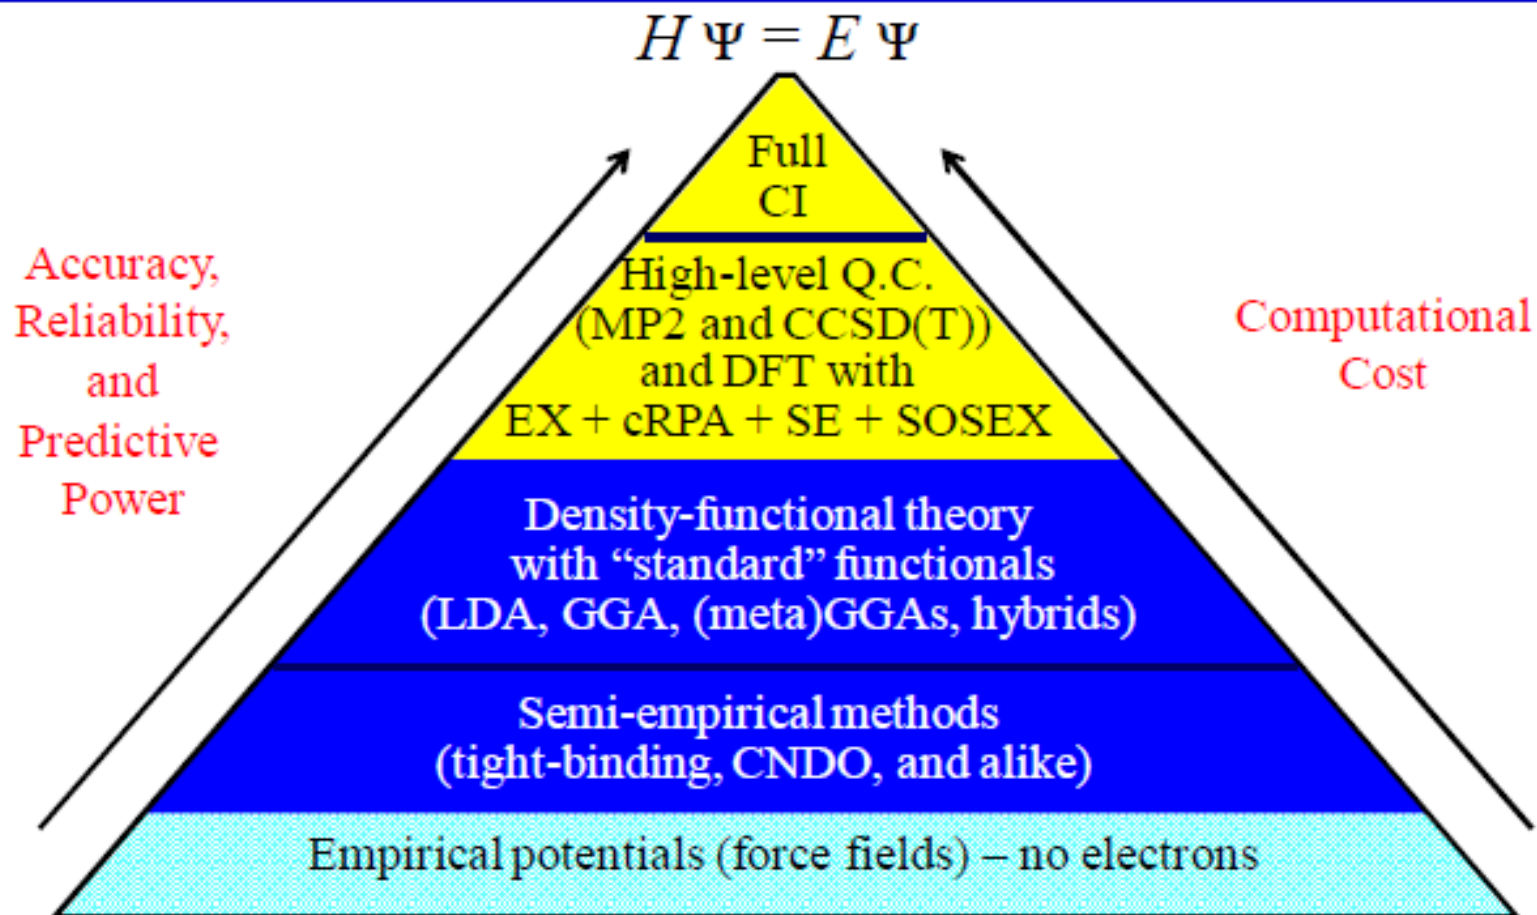 H Ψ = E Ψ
Full
CI
High-level Q.C.
(MP2 and CCSD(T))
and DFT with
EX + cRPA + SE + SOSEX
Density-functional theory
with “standard” functionals
(LDA, GGA, (meta)GGAs, hybrids)
Semi-empirical methods
(tight-binding, CNDO, and alike)
Empirical potentials (force fields) – no electrons
Accuracy,
Reliability,
and
Predictive
Power
Computational
Cost